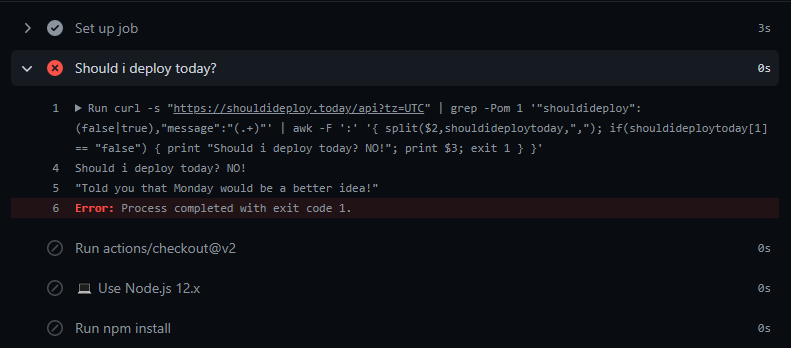 Set up job 3s
Should i deploy today? 0s
1 ▶ Run curl -s "https://shouldideploy.today/api?tz=UTC" | grep -Pom 1 '"shouldideploy":
(false|true),"message":"(.+)"' | awk -F ':' '{ split($2,shouldideploytoday,","); if(shouldideploytoday[1]
== "false") { print "Should i deploy today? NO!"; print $3; exit 1 } }'
4 Should i deploy today? NO!
5 "Told you that Monday would be a better idea!"
6 Error: Process completed with exit code 1.
Run actions/checkout@v2 0s
💻 Use Node.js 12.x 0s
Run npm install 0s